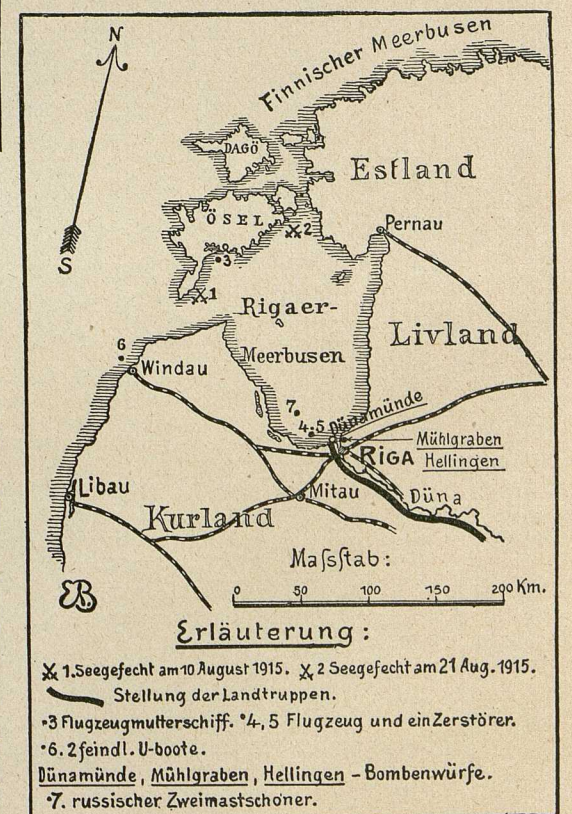 N
S
Finnischer Meerbusen
DAGÖ
Estland
ÖSEL
2
Pernau
3
1
Rigaer-
Meerbusen
Livland
6
Windau
7
4. 5 Dünamünde
Mühlgraben
RIGA
Hellingen
Libau
Mitau
Düna
Kurland
Maſsſtab:
0 50 100 150 200 Km.
Erläuterung:
1. Seegefecht am 10 August 1915. 2 Seegefecht am 21 Aug. 1915.
Stellung der Landtruppen.
•3 Flugzeugmutterschiff. •4, 5 Flugzeug und ein Zerstörer.
•6. 2 feindl. U-boote.
Dünamünde, Mühlgraben, Hellingen - Bombenwürfe.
•7. russischer Zweimastschoner.